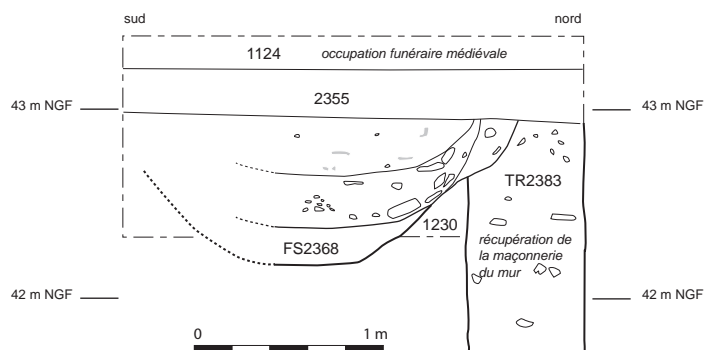 sud nord
1124 occupation funéraire médiévale
2355
43 m NGF 43 m NGF
TR2383
1230
FS2368
récupération de
la maçonnerie
du mur
42 m NGF 42 m NGF
0 1 m